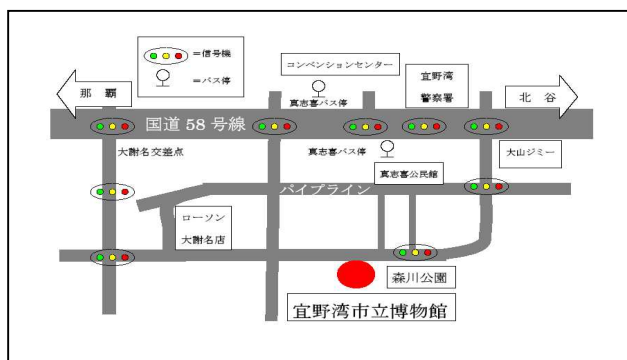 =信号機
=バス停
コンベンションセンター
宜野湾
警察署
那覇
北谷
真志喜バス停
国道58号線
大謝名交差点
真志喜バス停
大山ジミー
真志喜公民館
パイプライン
ローソン
大謝名店
森川公園
宜野湾市立博物館